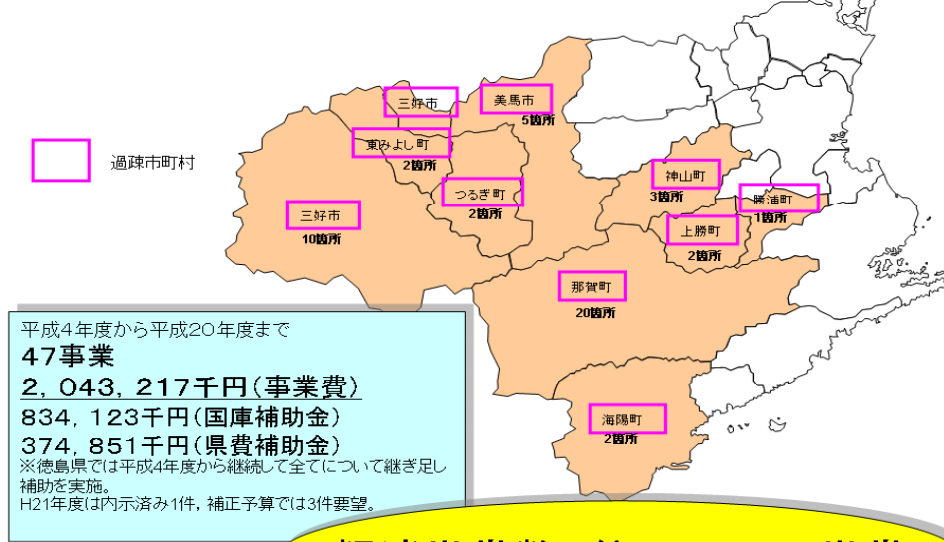 三好市
美馬市
5箇所
東みよし町
2箇所
過疎市町村
つるぎ町
2箇所
神山町
3箇所
勝浦町
1箇所
三好市
10箇所
上勝町
2箇所
那賀町
20箇所
海陽町
2箇所
平成4年度から平成20年度まで
47事業
2, 043, 217千円(事業費)
834, 123千円(国庫補助金)
374, 851千円(県費補助金)
※徳島県では平成4年度から継続して全てについて継ぎ足し
補助を実施。
H21年度は内示済み1件, 補正予算では3件要望。